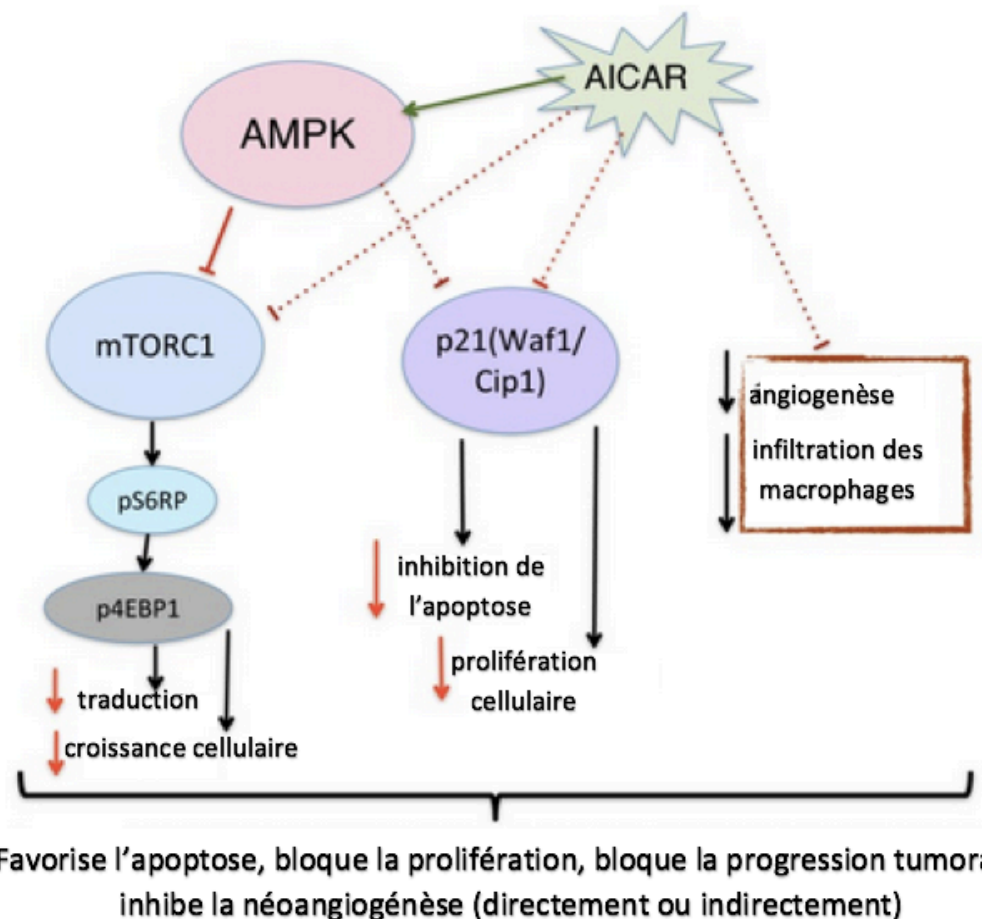 AICAR
AMPK
mTORC1
p21(Waf1/
Cip1)
angiogenèse
infiltration des
macrophages
pS6RP
inhibition de
l'apoptose
p4EBP1
prolifération
cellulaire
traduction
croissance cellulaire
Favorise l'apoptose, bloque la prolifération, bloque la progression tumora
inhibe la néoangiogénèse (directement ou indirectement)